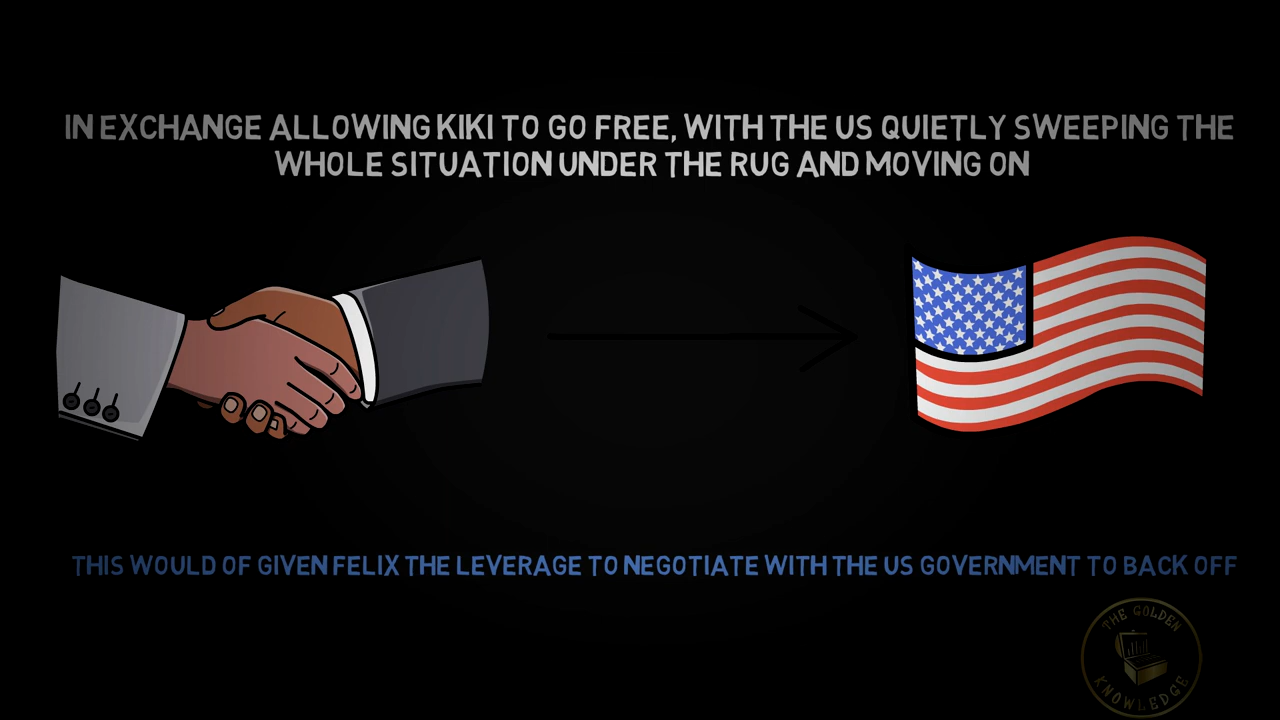 IN EXCHANGE ALLOWING KIKI TO GO FREE, WITH THE US QUIETLY SWEEPING THE
WHOLE SITUATION UNDER THE RUG AND MOVING ON
THIS WOULD OF GIVEN FELIX THE LEVERAGE TO NEGOTIATE WITH THE US GOVERNMENT TO BACK OFF
THE GOLDEN
KNOWLEDGE